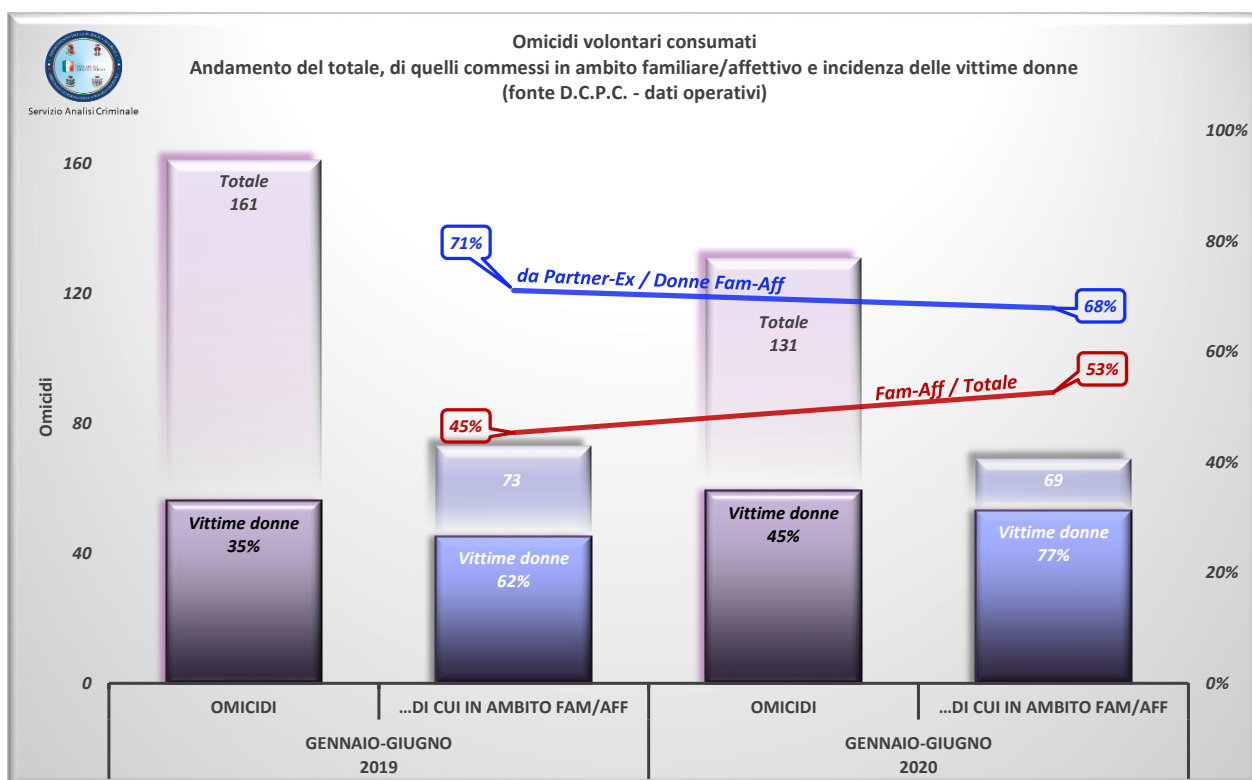 Omicidi volontari consumati
Andamento del totale, di quelli commessi in ambito familiare/affettivo e incidenza delle vittime donne
(fonte D.C.P.C. - dati operativi)
Servizio Analisi Criminale
100%
160
Totale
161
71%
80%
da Partner-Ex / Donne Fam-Aff
120
68%
Totale
131
60%
53%
Fam-Aff / Totale
Omicidi
80
45%
73
69
40%
Vittime donne
35%
Vittime donne
62%
Vittime donne
45%
Vittime donne
77%
40
20%
0
0%
OMICIDI
...DI CUI IN AMBITO FAM/AFF
OMICIDI
...DI CUI IN AMBITO FAM/AFF
GENNAIO-GIUGNO
2019
GENNAIO-GIUGNO
2020